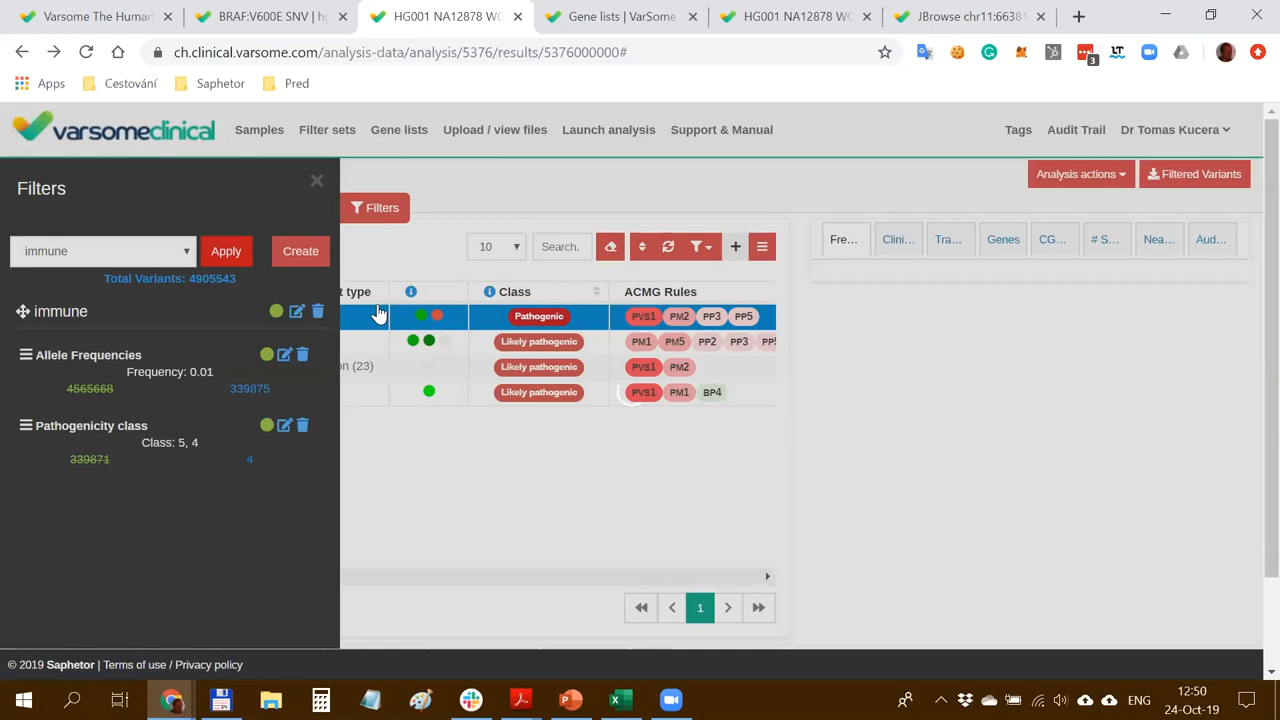 Varsome The Human
BRAF:V600E SNV | hg
HG001 NA12878 WG
Gene lists | VarSome
HG001 NA12878 WG
JBrowse chr11:66381
ch.clinical.varsome.com/analysis-data/analysis/5376/results/5376000000#
3
Apps
Cestování
Saphetor
Pred
varsomeclinical
Samples
Filter sets
Gene lists
Upload / view files
Launch analysis
Support & Manual
Tags
Audit Trail
Dr Tomas Kucera
Analysis actions
Filtered Variants
Filters
Filters
immune
Apply
Create
Total Variants: 4905543
immune
Allele Frequencies
Frequency: 0.01
4565668
339875
Pathogenicity class
Class: 5, 4
339871
4
10
Search.
t type
Class
ACMG Rules
Pathogenic
PVS1 PM2 PP3 PP5
Likely pathogenic
PM1 PM5 PP2 PP3
on (23)
Likely pathogenic
PVS1 PM2
Likely pathogenic
PVS1 PM1 BP4
1
Fre...
Clini...
Tra...
Genes
CG...
# S...
Nea...
Aud...
© 2019 Saphetor | Terms of use / Privacy policy
ENG
12:50
24-Oct-19